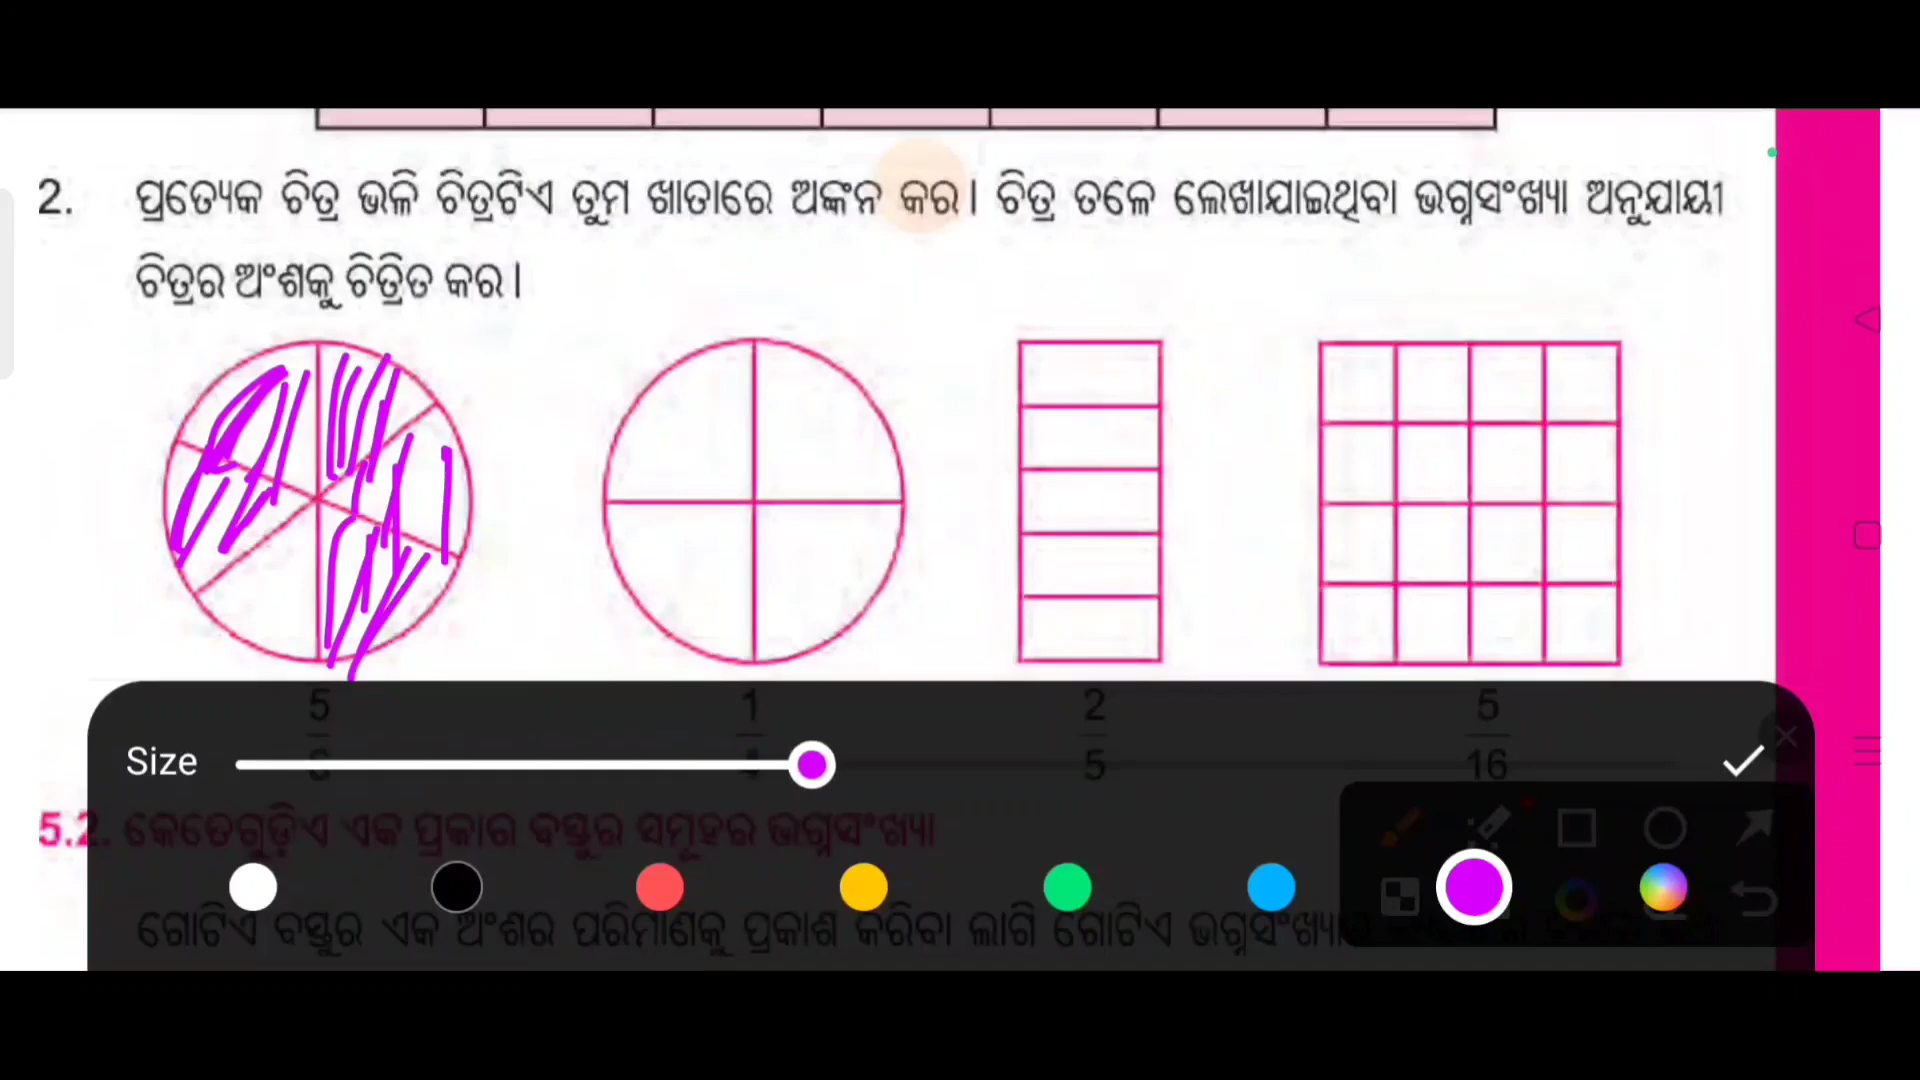 2. ପ୍ରତ୍ୟେକ ଚିତ୍ର ଭଳି ଚିତ୍ରଟିଏ ତୁମ ଖାତାରେ ଅଙ୍କନ କର। ଚିତ୍ର ତଳେ ଲେଖାଯାଇଥିବା ଭଗ୍ନସଂଖ୍ୟା ଅନୁଯାୟୀ
ଚିତ୍ରର ଅଂଶକୁ ଚିତ୍ରିତ କର।
5 1 2 5
6 4 5 16
Size
5.2. କେତେଗୁଡ଼ିଏ ଏକ ପ୍ରକାର ବସ୍ତୁର ସମୂହର ଭଗ୍ନସଂଖ୍ୟା
ଗୋଟିଏ ବସ୍ତୁର ଏକ ଅଂଶର ପରିମାଣକୁ ପ୍ରକାଶ କରିବା ଲାଗି ଗୋଟିଏ